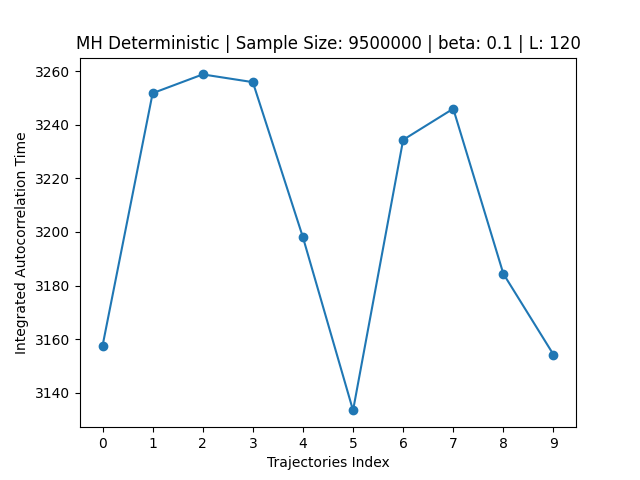 MH Deterministic | Sample Size: 9500000 | beta: 0.1 | L: 120
Integrated Autocorrelation Time
3260
3240
3220
3200
3180
3160
3140
0 1 2 3 4 5 6 7 8 9
Trajectories Index